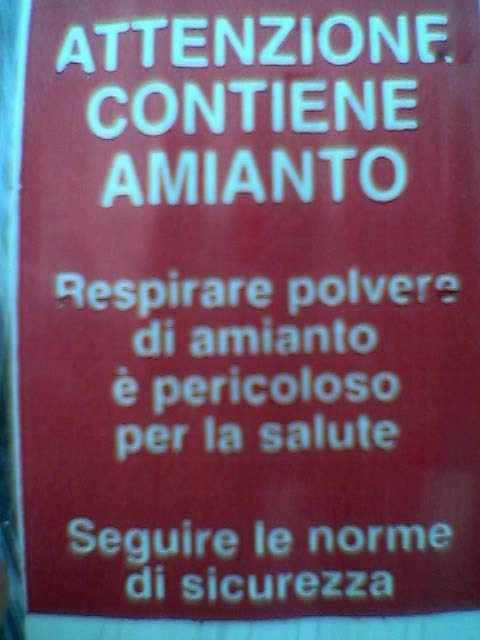 ATTENZIONE
CONTIENE
AMIANTO
Respirare polvere
di amianto
è pericoloso
per la salute
Seguire le norme
di sicurezza